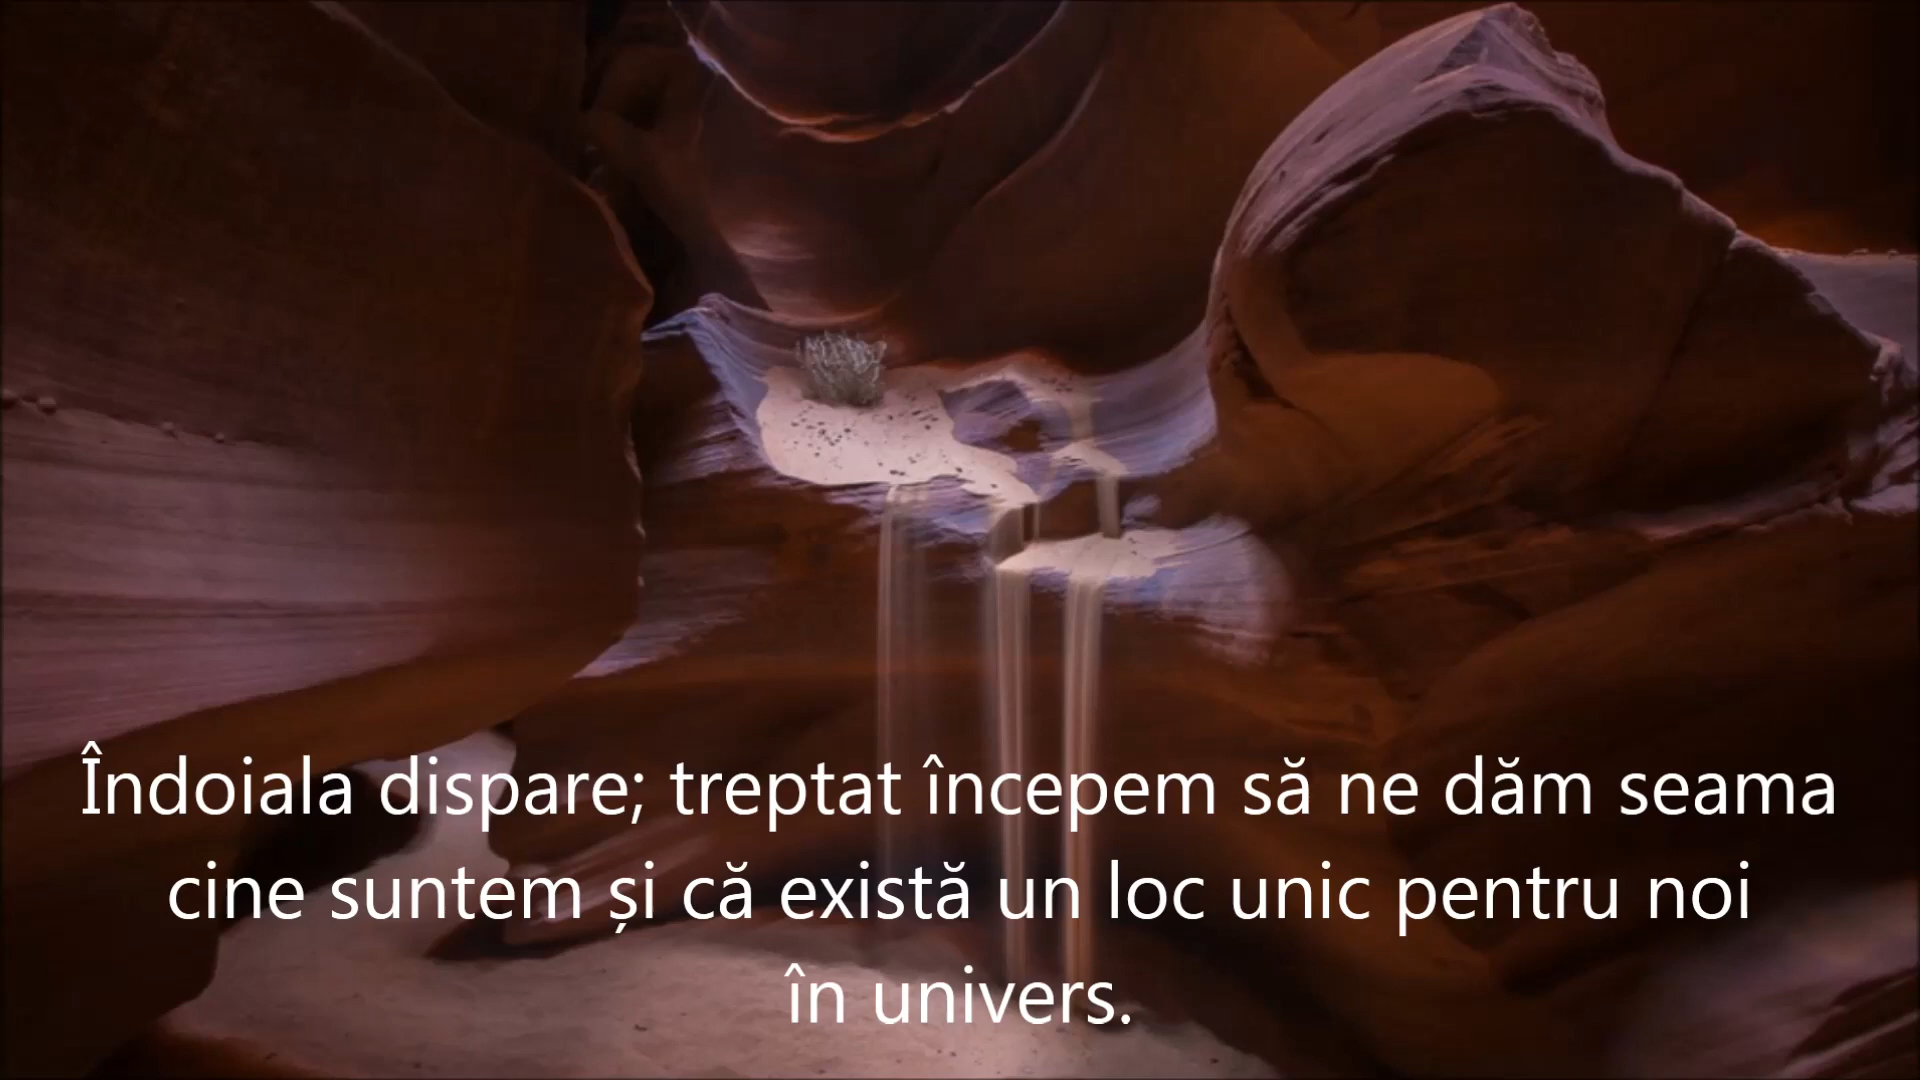 Îndoiala dispare; treptat începem să ne dăm seama
cine suntem și că există un loc unic pentru noi
în univers.